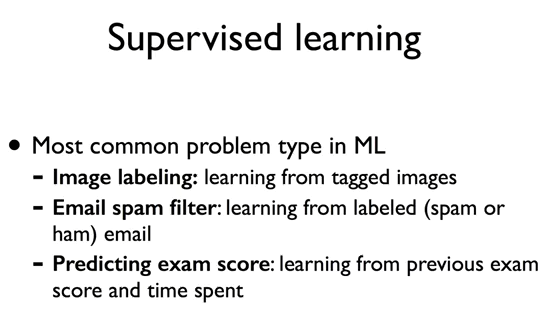 Supervised learning
• Most common problem type in ML
- Image labeling: learning from tagged images
- Email spam filter: learning from labeled (spam or
ham) email
- Predicting exam score: learning from previous exam
score and time spent